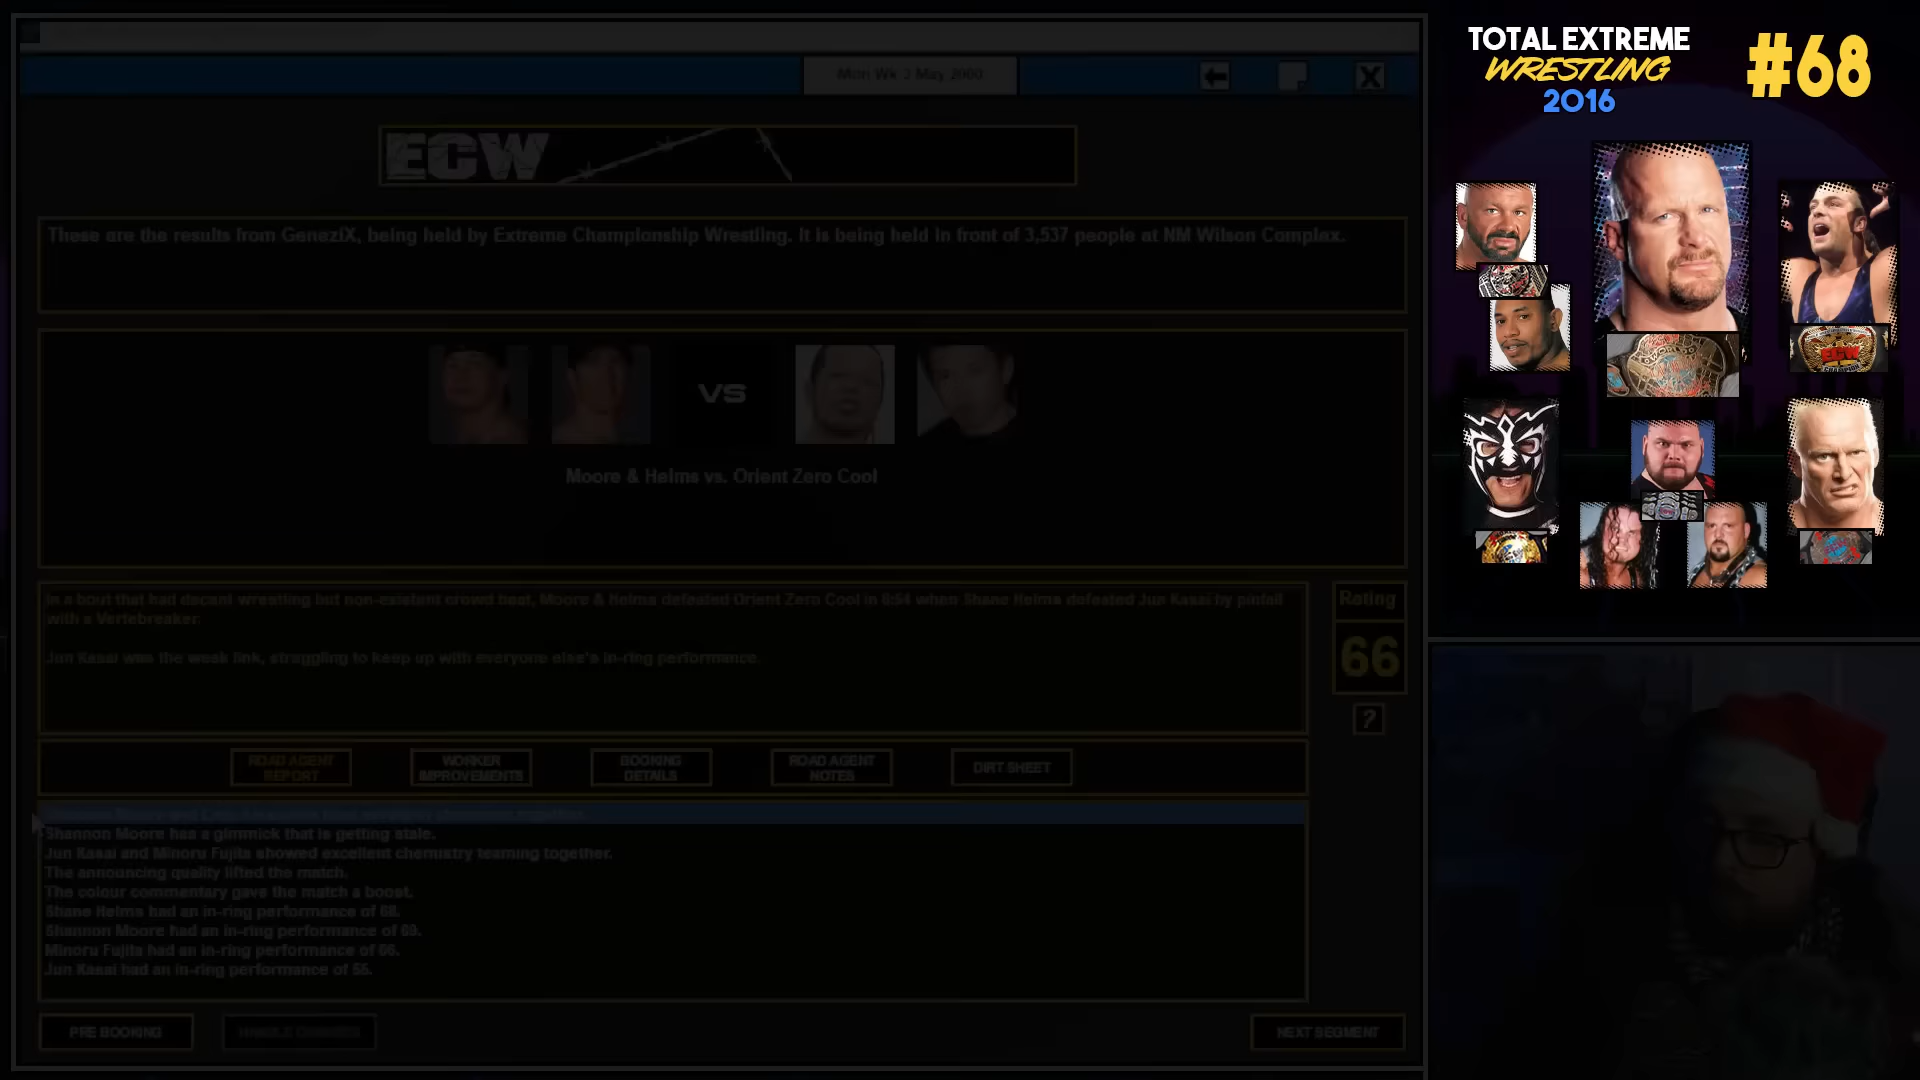 TOTAL EXTREME
WRESTLING
2016
#68
Mon Wk 2 May 2000
ECW
These are the results from GeneziX, being held by Extreme Championship Wrestling. It is being held in front of 3,537 people at NM Wilson Complex.
VS
Moore & Helms vs. Orient Zero Cool
In a bout that had decent wrestling but non-existent crowd heat, Moore & Helms defeated Orient Zero Cool in 8:54 when Shane Helms defeated Jun Kasai by pinfall
with a Vertebreaker.
Jun Kasai was the weak link, struggling to keep up with everyone else's in-ring performance.
Rating
66
?
ROAD AGENT
REPORT
WORKER
IMPROVEMENTS
BOOKING
DETAILS
ROAD AGENT
NOTES
DIRT SHEET
Shannon Moore has a gimmick that is getting stale.
Jun Kasai and Minoru Fujita showed excellent chemistry teaming together.
The announcing quality lifted the match.
The colour commentary gave the match a boost.
Shane Helms had an in-ring performance of 68.
Shannon Moore had an in-ring performance of 69.
Minoru Fujita had an in-ring performance of 66.
Jun Kasai had an in-ring performance of 55.
PRE BOOKING
NEXT SEGMENT